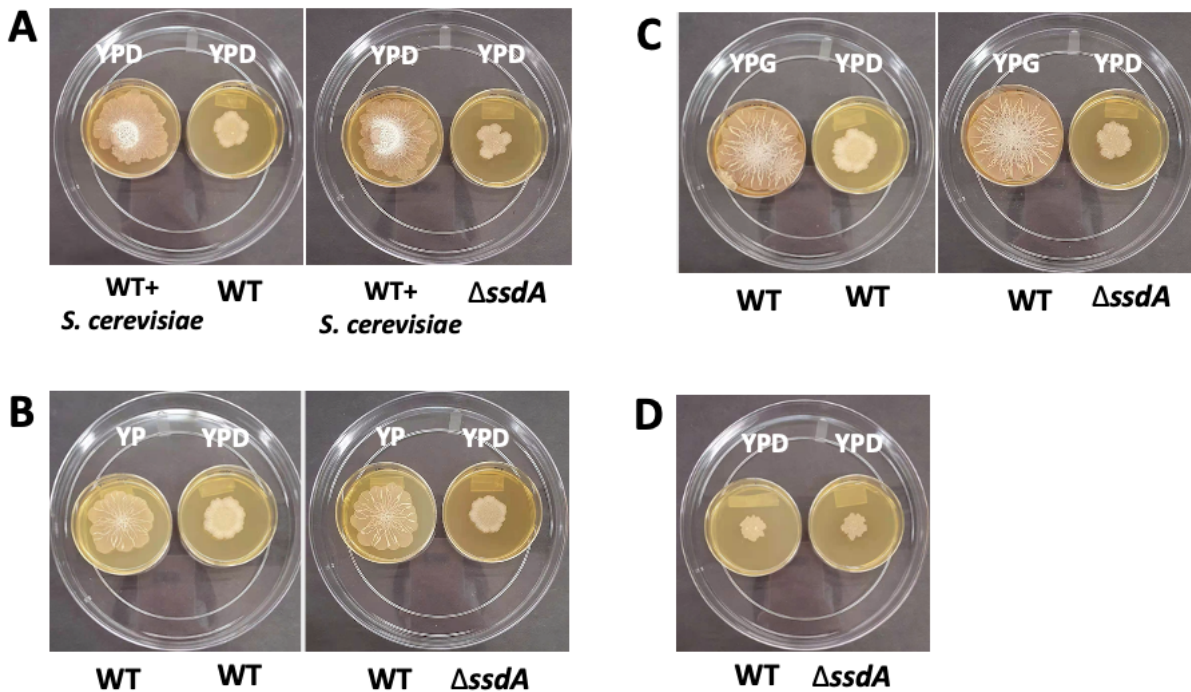 A
YPD YPD YPD YPD
WT+ WT WT+ ΔssdA
S. cerevisiae S. cerevisiae
C
YPG YPD YPG YPD
WT WT WT ΔssdA
B
YP YPD YP YPD
WT WT WT ΔssdA
D
YPD YPD
WT ΔssdA